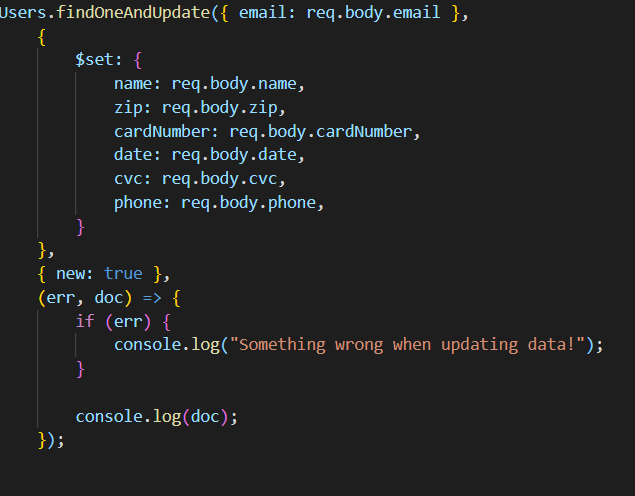 Users.findOneAndUpdate({ email: req.body.email },
{
$set: {
name: req.body.name,
zip: req.body.zip,
cardNumber: req.body.cardNumber,
date: req.body.date,
cvc: req.body.cvc,
phone: req.body.phone,
}
},
{ new: true },
(err, doc) => {
if (err) {
console.log("Something wrong when updating data!");
}
console.log(doc);
});